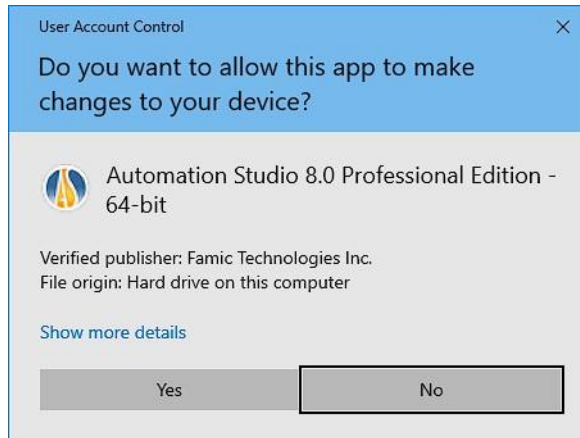 User Account Control
Do you want to allow this app to make
changes to your device?
Automation Studio 8.0 Professional Edition -
64-bit
Verified publisher: Famic Technologies Inc.
File origin: Hard drive on this computer
Show more details
Yes
No